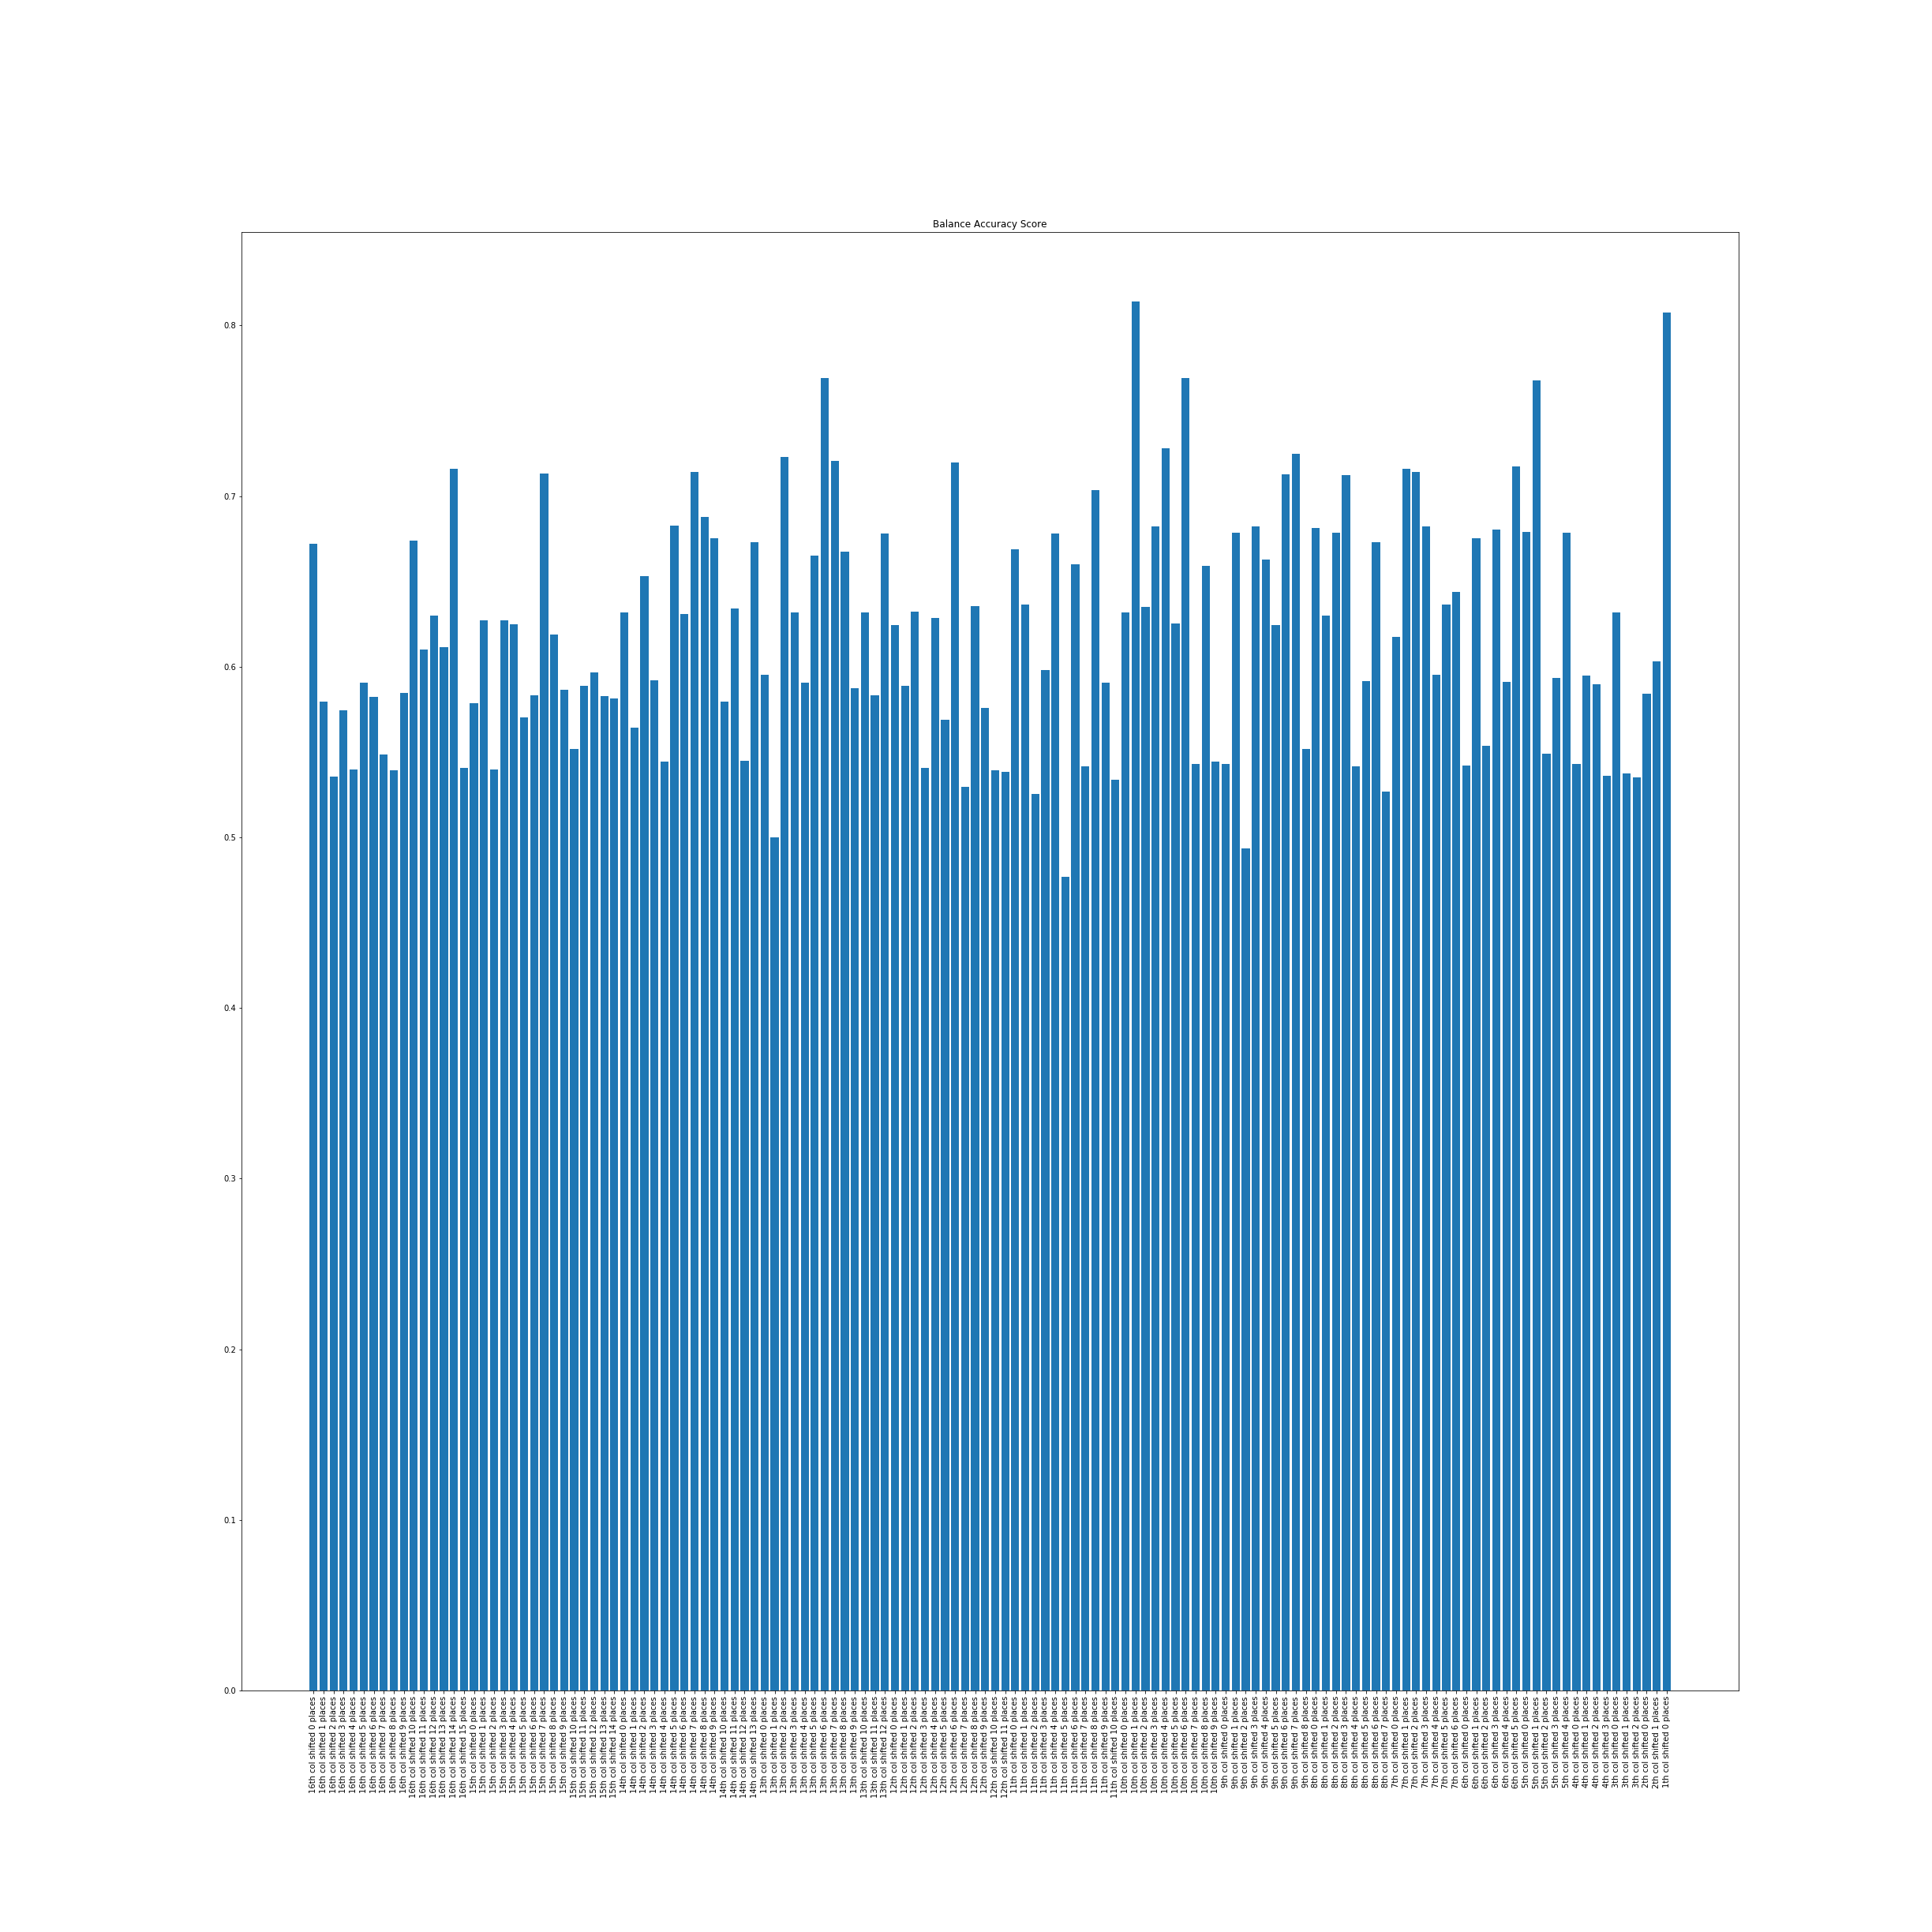 Balance Accuracy Score
0.8
0.7
0.6
0.5
0.4
0.3
0.2
0.1
0.0
16th col shifted 0 places
16th col shifted 1 places
16th col shifted 2 places
16th col shifted 3 places
16th col shifted 4 places
16th col shifted 5 places
16th col shifted 6 places
16th col shifted 7 places
16th col shifted 8 places
16th col shifted 9 places
16th col shifted 10 places
16th col shifted 11 places
16th col shifted 12 places
16th col shifted 13 places
16th col shifted 14 places
16th col shifted 15 places
15th col shifted 0 places
15th col shifted 1 places
15th col shifted 2 places
15th col shifted 3 places
15th col shifted 4 places
15th col shifted 5 places
15th col shifted 6 places
15th col shifted 7 places
15th col shifted 8 places
15th col shifted 9 places
15th col shifted 10 places
15th col shifted 11 places
15th col shifted 12 places
15th col shifted 13 places
15th col shifted 14 places
14th col shifted 0 places
14th col shifted 1 places
14th col shifted 2 places
14th col shifted 3 places
14th col shifted 4 places
14th col shifted 5 places
14th col shifted 6 places
14th col shifted 7 places
14th col shifted 8 places
14th col shifted 9 places
14th col shifted 10 places
14th col shifted 11 places
14th col shifted 12 places
14th col shifted 13 places
13th col shifted 0 places
13th col shifted 1 places
13th col shifted 2 places
13th col shifted 3 places
13th col shifted 4 places
13th col shifted 5 places
13th col shifted 6 places
13th col shifted 7 places
13th col shifted 8 places
13th col shifted 9 places
13th col shifted 10 places
13th col shifted 11 places
13th col shifted 12 places
12th col shifted 0 places
12th col shifted 1 places
12th col shifted 2 places
12th col shifted 3 places
12th col shifted 4 places
12th col shifted 5 places
12th col shifted 6 places
12th col shifted 7 places
12th col shifted 8 places
12th col shifted 9 places
12th col shifted 10 places
12th col shifted 11 places
11th col shifted 0 places
11th col shifted 1 places
11th col shifted 2 places
11th col shifted 3 places
11th col shifted 4 places
11th col shifted 5 places
11th col shifted 6 places
11th col shifted 7 places
11th col shifted 8 places
11th col shifted 9 places
11th col shifted 10 places
10th col shifted 0 places
10th col shifted 1 places
10th col shifted 2 places
10th col shifted 3 places
10th col shifted 4 places
10th col shifted 5 places
10th col shifted 6 places
10th col shifted 7 places
10th col shifted 8 places
10th col shifted 9 places
9th col shifted 0 places
9th col shifted 1 places
9th col shifted 2 places
9th col shifted 3 places
9th col shifted 4 places
9th col shifted 5 places
9th col shifted 6 places
9th col shifted 7 places
9th col shifted 8 places
8th col shifted 0 places
8th col shifted 1 places
8th col shifted 2 places
8th col shifted 3 places
8th col shifted 4 places
8th col shifted 5 places
8th col shifted 6 places
8th col shifted 7 places
7th col shifted 0 places
7th col shifted 1 places
7th col shifted 2 places
7th col shifted 3 places
7th col shifted 4 places
7th col shifted 5 places
7th col shifted 6 places
6th col shifted 0 places
6th col shifted 1 places
6th col shifted 2 places
6th col shifted 3 places
6th col shifted 4 places
6th col shifted 5 places
5th col shifted 0 places
5th col shifted 1 places
5th col shifted 2 places
5th col shifted 3 places
5th col shifted 4 places
4th col shifted 0 places
4th col shifted 1 places
4th col shifted 2 places
4th col shifted 3 places
3th col shifted 0 places
3th col shifted 1 places
3th col shifted 2 places
2th col shifted 0 places
2th col shifted 1 places
1th col shifted 0 places